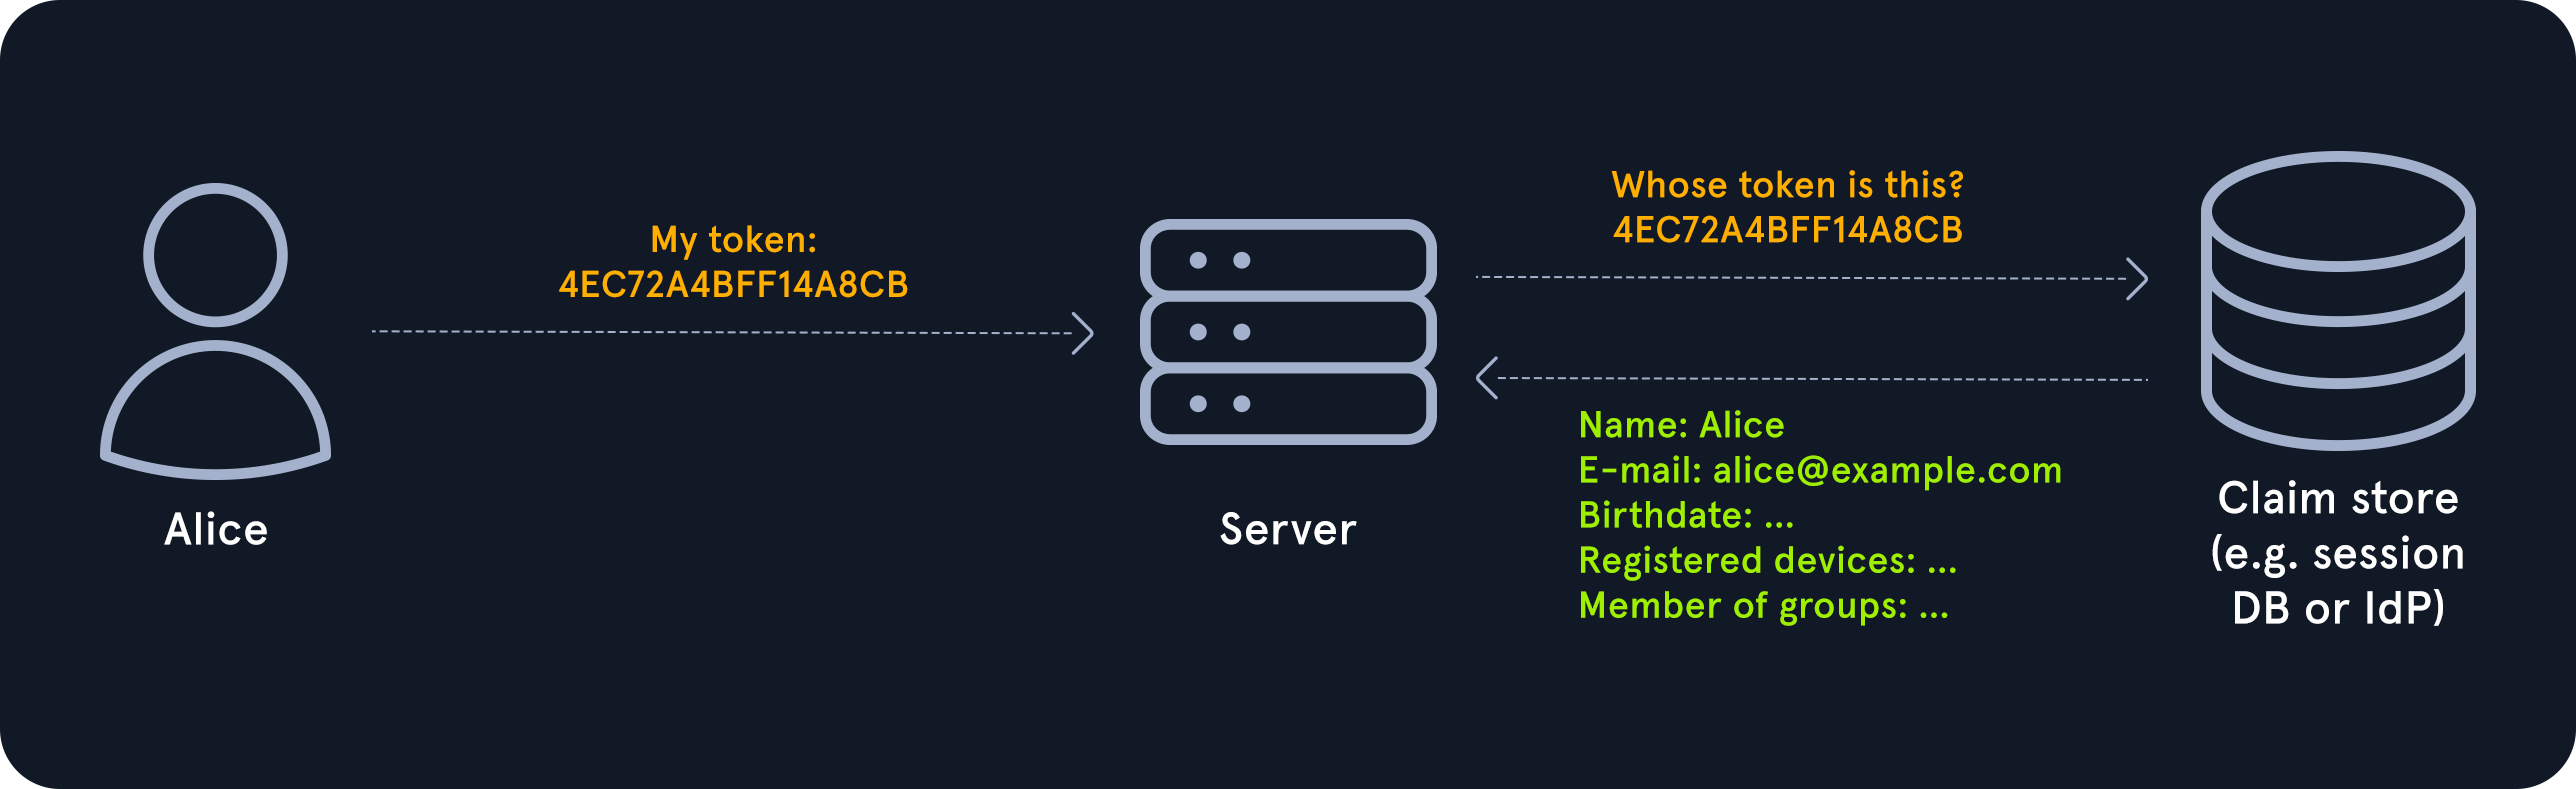 My token:
4EC72A4BFF14A8CB
Whose token is this?
4EC72A4BFF14A8CB
Name: Alice
E-mail: alice@example.com
Birthdate: ...
Registered devices: ...
Member of groups: ...
Alice
Server
Claim store
(e.g. session
DB or IdP)